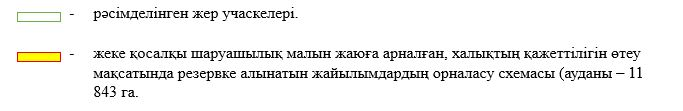 - рәсімделінген жер учаскелері.
- жеке қосалқы шаруашылық малын жаюға арналған, халықтың қажеттілігін өтеу
мақсатында резервке алынатын жайылымдардың орналасу схемасы (ауданы – 11
843 га.